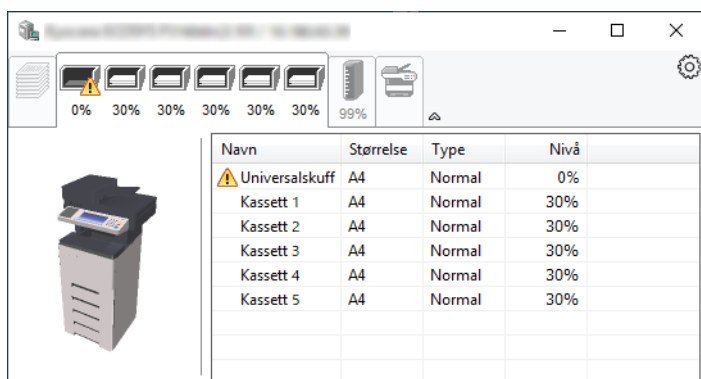 0% 30% 30% 30% 30% 30% 99%
Navn Størrelse Type Nivå
Universalskuff A4 Normal 0%
Kassett 1 A4 Normal 30%
Kassett 2 A4 Normal 30%
Kassett 3 A4 Normal 30%
Kassett 4 A4 Normal 30%
Kassett 5 A4 Normal 30%